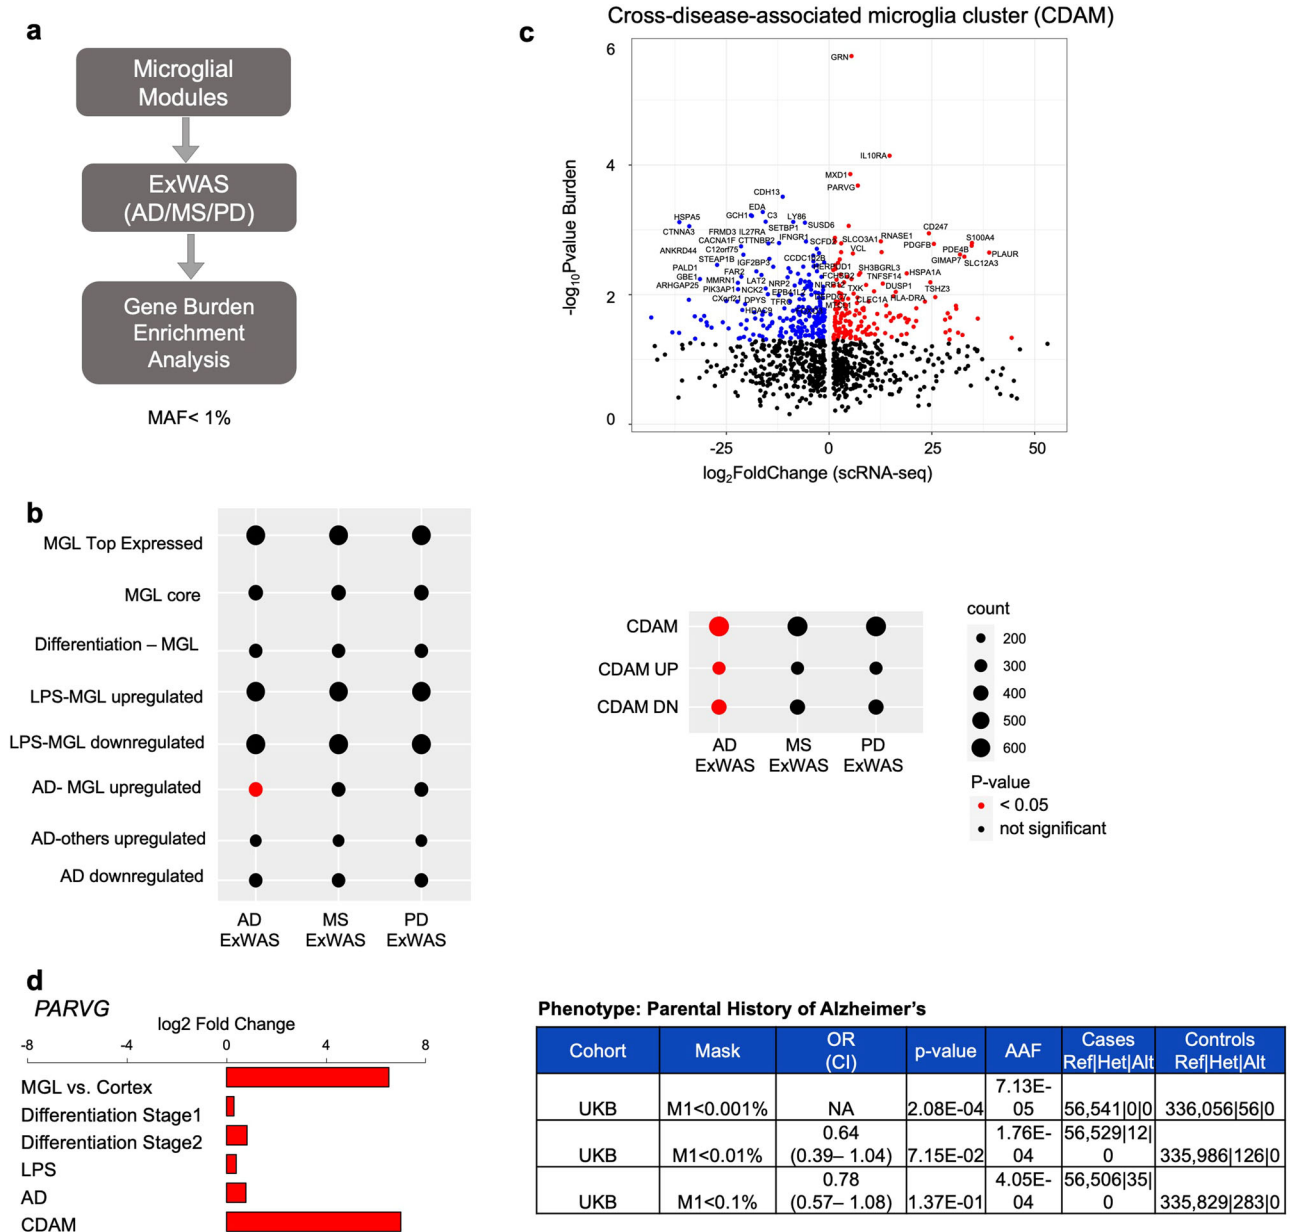 a
Microglial
Modules
ExWAS
(AD/MS/PD)
Gene Burden
Enrichment
Analysis
MAF< 1%
c
Cross-disease-associated microglia cluster (CDAM)
-log10Pvalue Burden
6
4
2
0
-25
0
25
50
log2FoldChange (scRNA-seq)
GRN
IL10RA
MXD1
PARVG
CDH13
EDA
HSPA5
GCH1
C3
LY86
CTNNA3
SETBP1
SUSD6
CD247
FRMD3
IL27RA
IFNGR1
SCFD2
SLCO3A1
RNASE1
S100A4
CACNA1F
CTTNBP2
PDGFB
ANKRD44
C12orf75
VCL
PDE4B
PLAUR
STEAP1B
IGF2BP3
CCDC102B
GIMAP7
SLC12A3
PALD1
FAR2
SH3BGRL3
HSPA1A
GBE1
MMRN1
LAT2
NRP2
TNFSF14
ARHGAP25
PIK3AP1
NCK2
EPB41L2
TXK
DUSP1
TSHZ3
CXorf21
DPYS
TFRC
CLEC1A
HLA-DRA
HDAC9
b
MGL Top Expressed
MGL core
Differentiation – MGL
LPS-MGL upregulated
LPS-MGL downregulated
AD- MGL upregulated
AD-others upregulated
AD downregulated
AD
ExWAS
MS
ExWAS
PD
ExWAS
CDAM
CDAM UP
CDAM DN
AD
ExWAS
MS
ExWAS
PD
ExWAS
count
200
300
400
500
600
P-value
< 0.05
not significant
d
PARVG
log2 Fold Change
-8 -4 0 4 8
MGL vs. Cortex
Differentiation Stage1
Differentiation Stage2
LPS
AD
CDAM
Phenotype: Parental History of Alzheimer's
Cohort Mask OR (CI) p-value AAF Cases Ref|Het|Alt Controls Ref|Het|Alt
UKB M1<0.001% NA 2.08E-04 7.13E-05 56,541|0|0 336,056|56|0
UKB M1<0.01% 0.64 (0.39– 1.04) 7.15E-02 1.76E-04 56,529|12|0 335,986|126|0
UKB M1<0.1% 0.78 (0.57– 1.08) 1.37E-01 4.05E-04 56,506|35|0 335,829|283|0